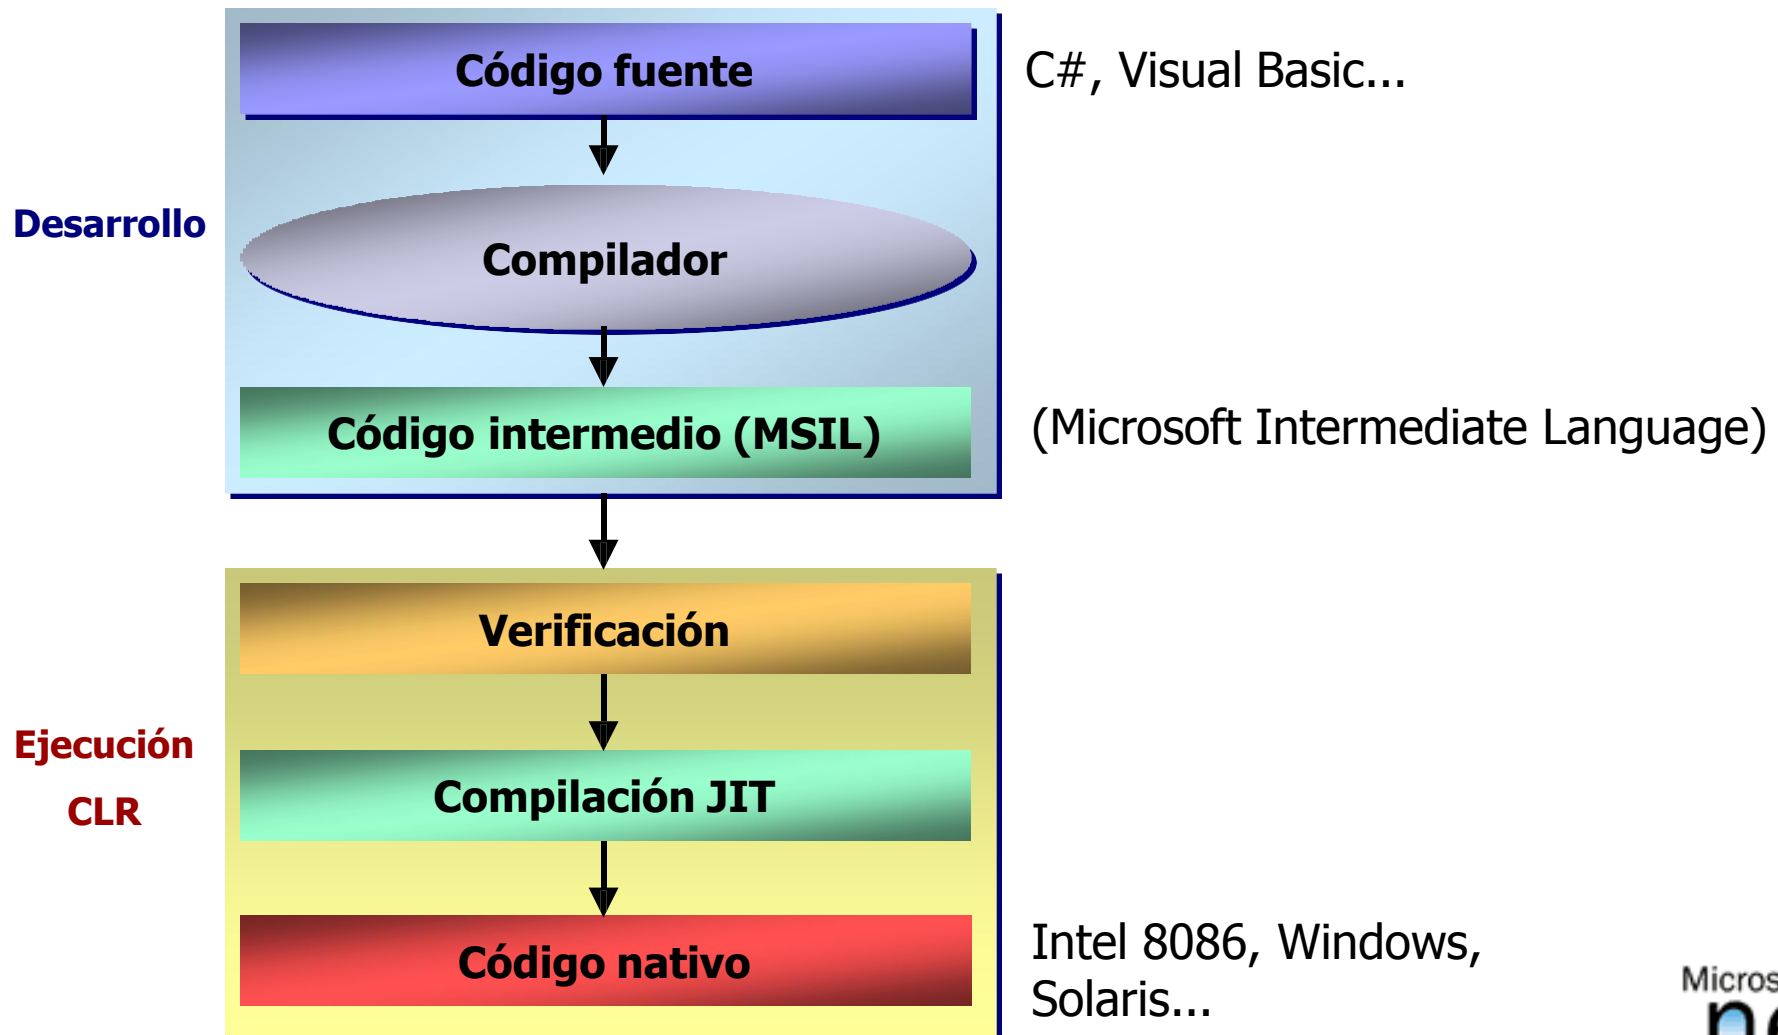 Código fuente
C#, Visual Basic...
Desarrollo
Compilador
Código intermedio (MSIL)
(Microsoft Intermediate Language)
Verificación
Ejecución
CLR
Compilación JIT
Código nativo
Intel 8086, Windows,
Solaris...